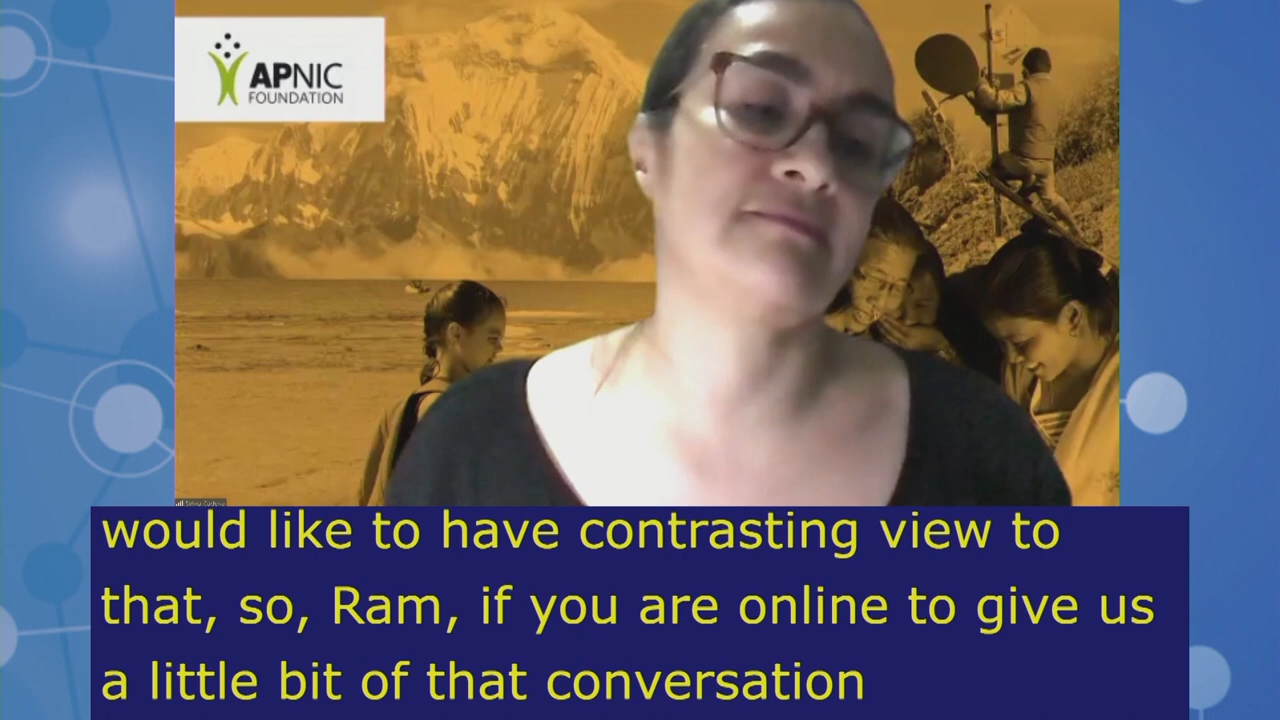 APNIC
FOUNDATION
would like to have contrasting view to
that, so, Ram, if you are online to give us
a little bit of that conversation